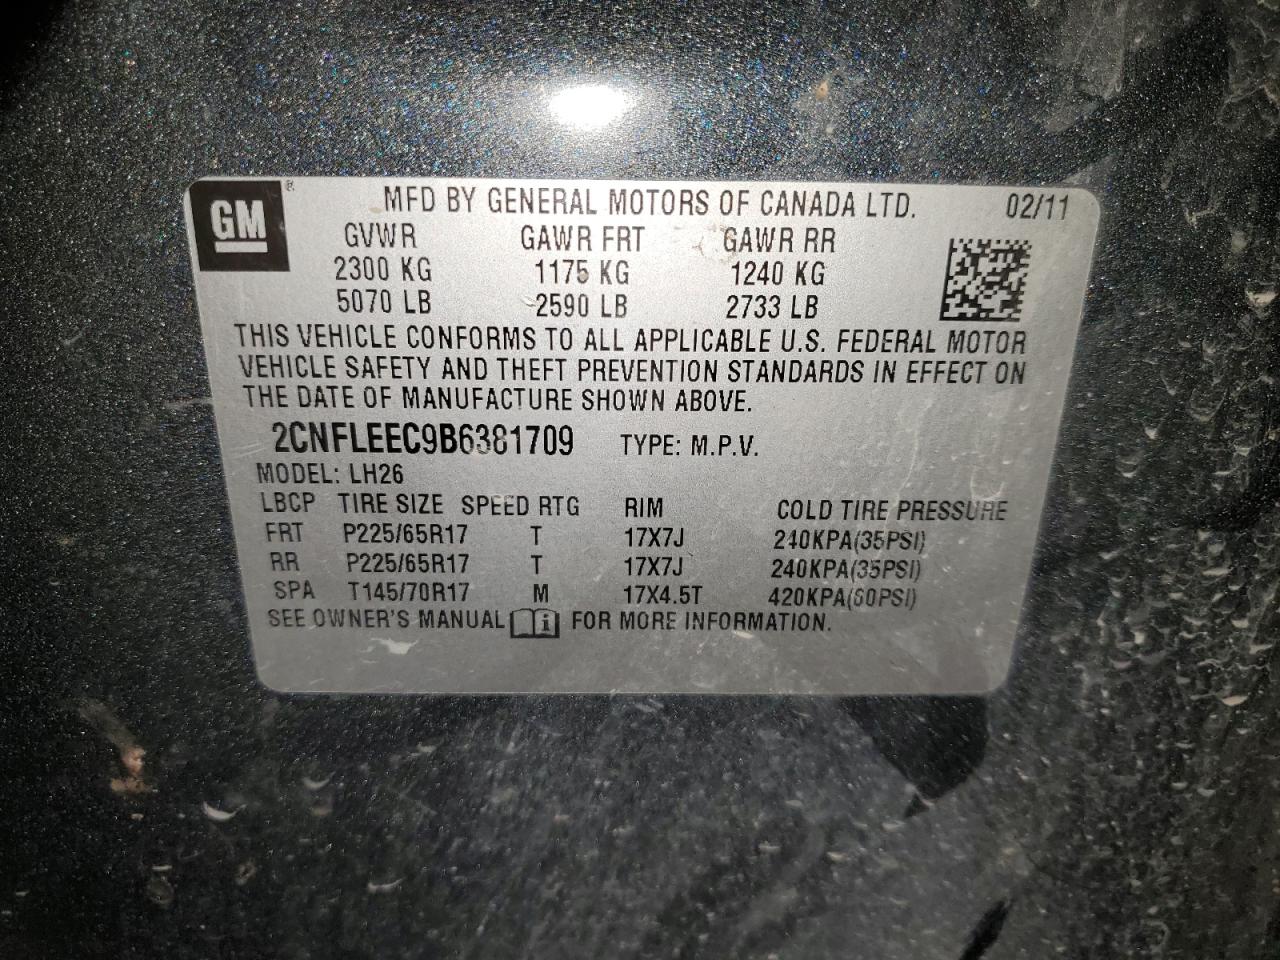 GM ® MFD BY GENERAL MOTORS OF CANADA LTD. 02/11
GVWR GAWR FRT GAWR RR
2300 KG 1175 KG 1240 KG
5070 LB 2590 LB 2733 LB
THIS VEHICLE CONFORMS TO ALL APPLICABLE U.S. FEDERAL MOTOR
VEHICLE SAFETY AND THEFT PREVENTION STANDARDS IN EFFECT ON
THE DATE OF MANUFACTURE SHOWN ABOVE.
2CNFLEEC9B6381709 TYPE: M.P.V.
MODEL: LH26
LBCP TIRE SIZE SPEED RTG RIM COLD TIRE PRESSURE
FRT P225/65R17 T 17X7J 240KPA(35PSI)
RR P225/65R17 T 17X7J 240KPA(35PSI)
SPA T145/70R17 M 17X4.5T 420KPA(60PSI)
SEE OWNER'S MANUAL i FOR MORE INFORMATION.